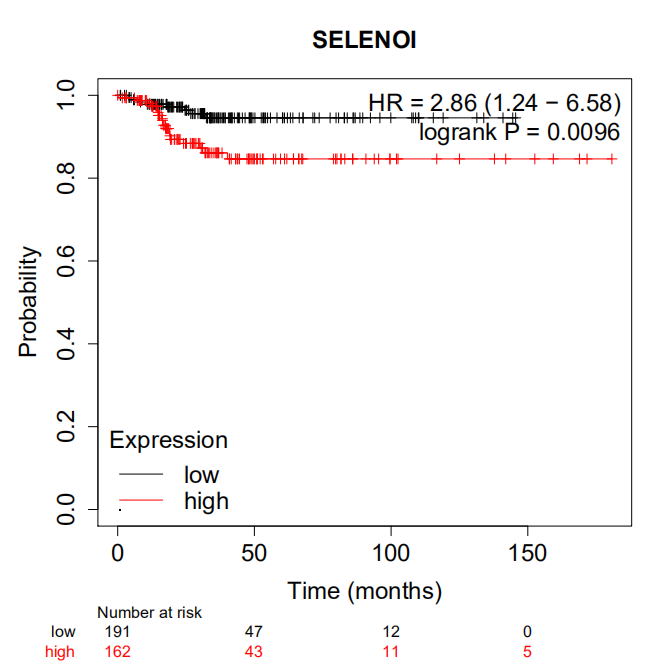 SELENOI
HR = 2.86 (1.24 − 6.58)
logrank P = 0.0096
1.0
0.8
0.6
0.4
0.2
0.0
Probability
Expression
low
high
0 50 100 150
Time (months)
Number at risk
low 191 47 12 0
high 162 43 11 5